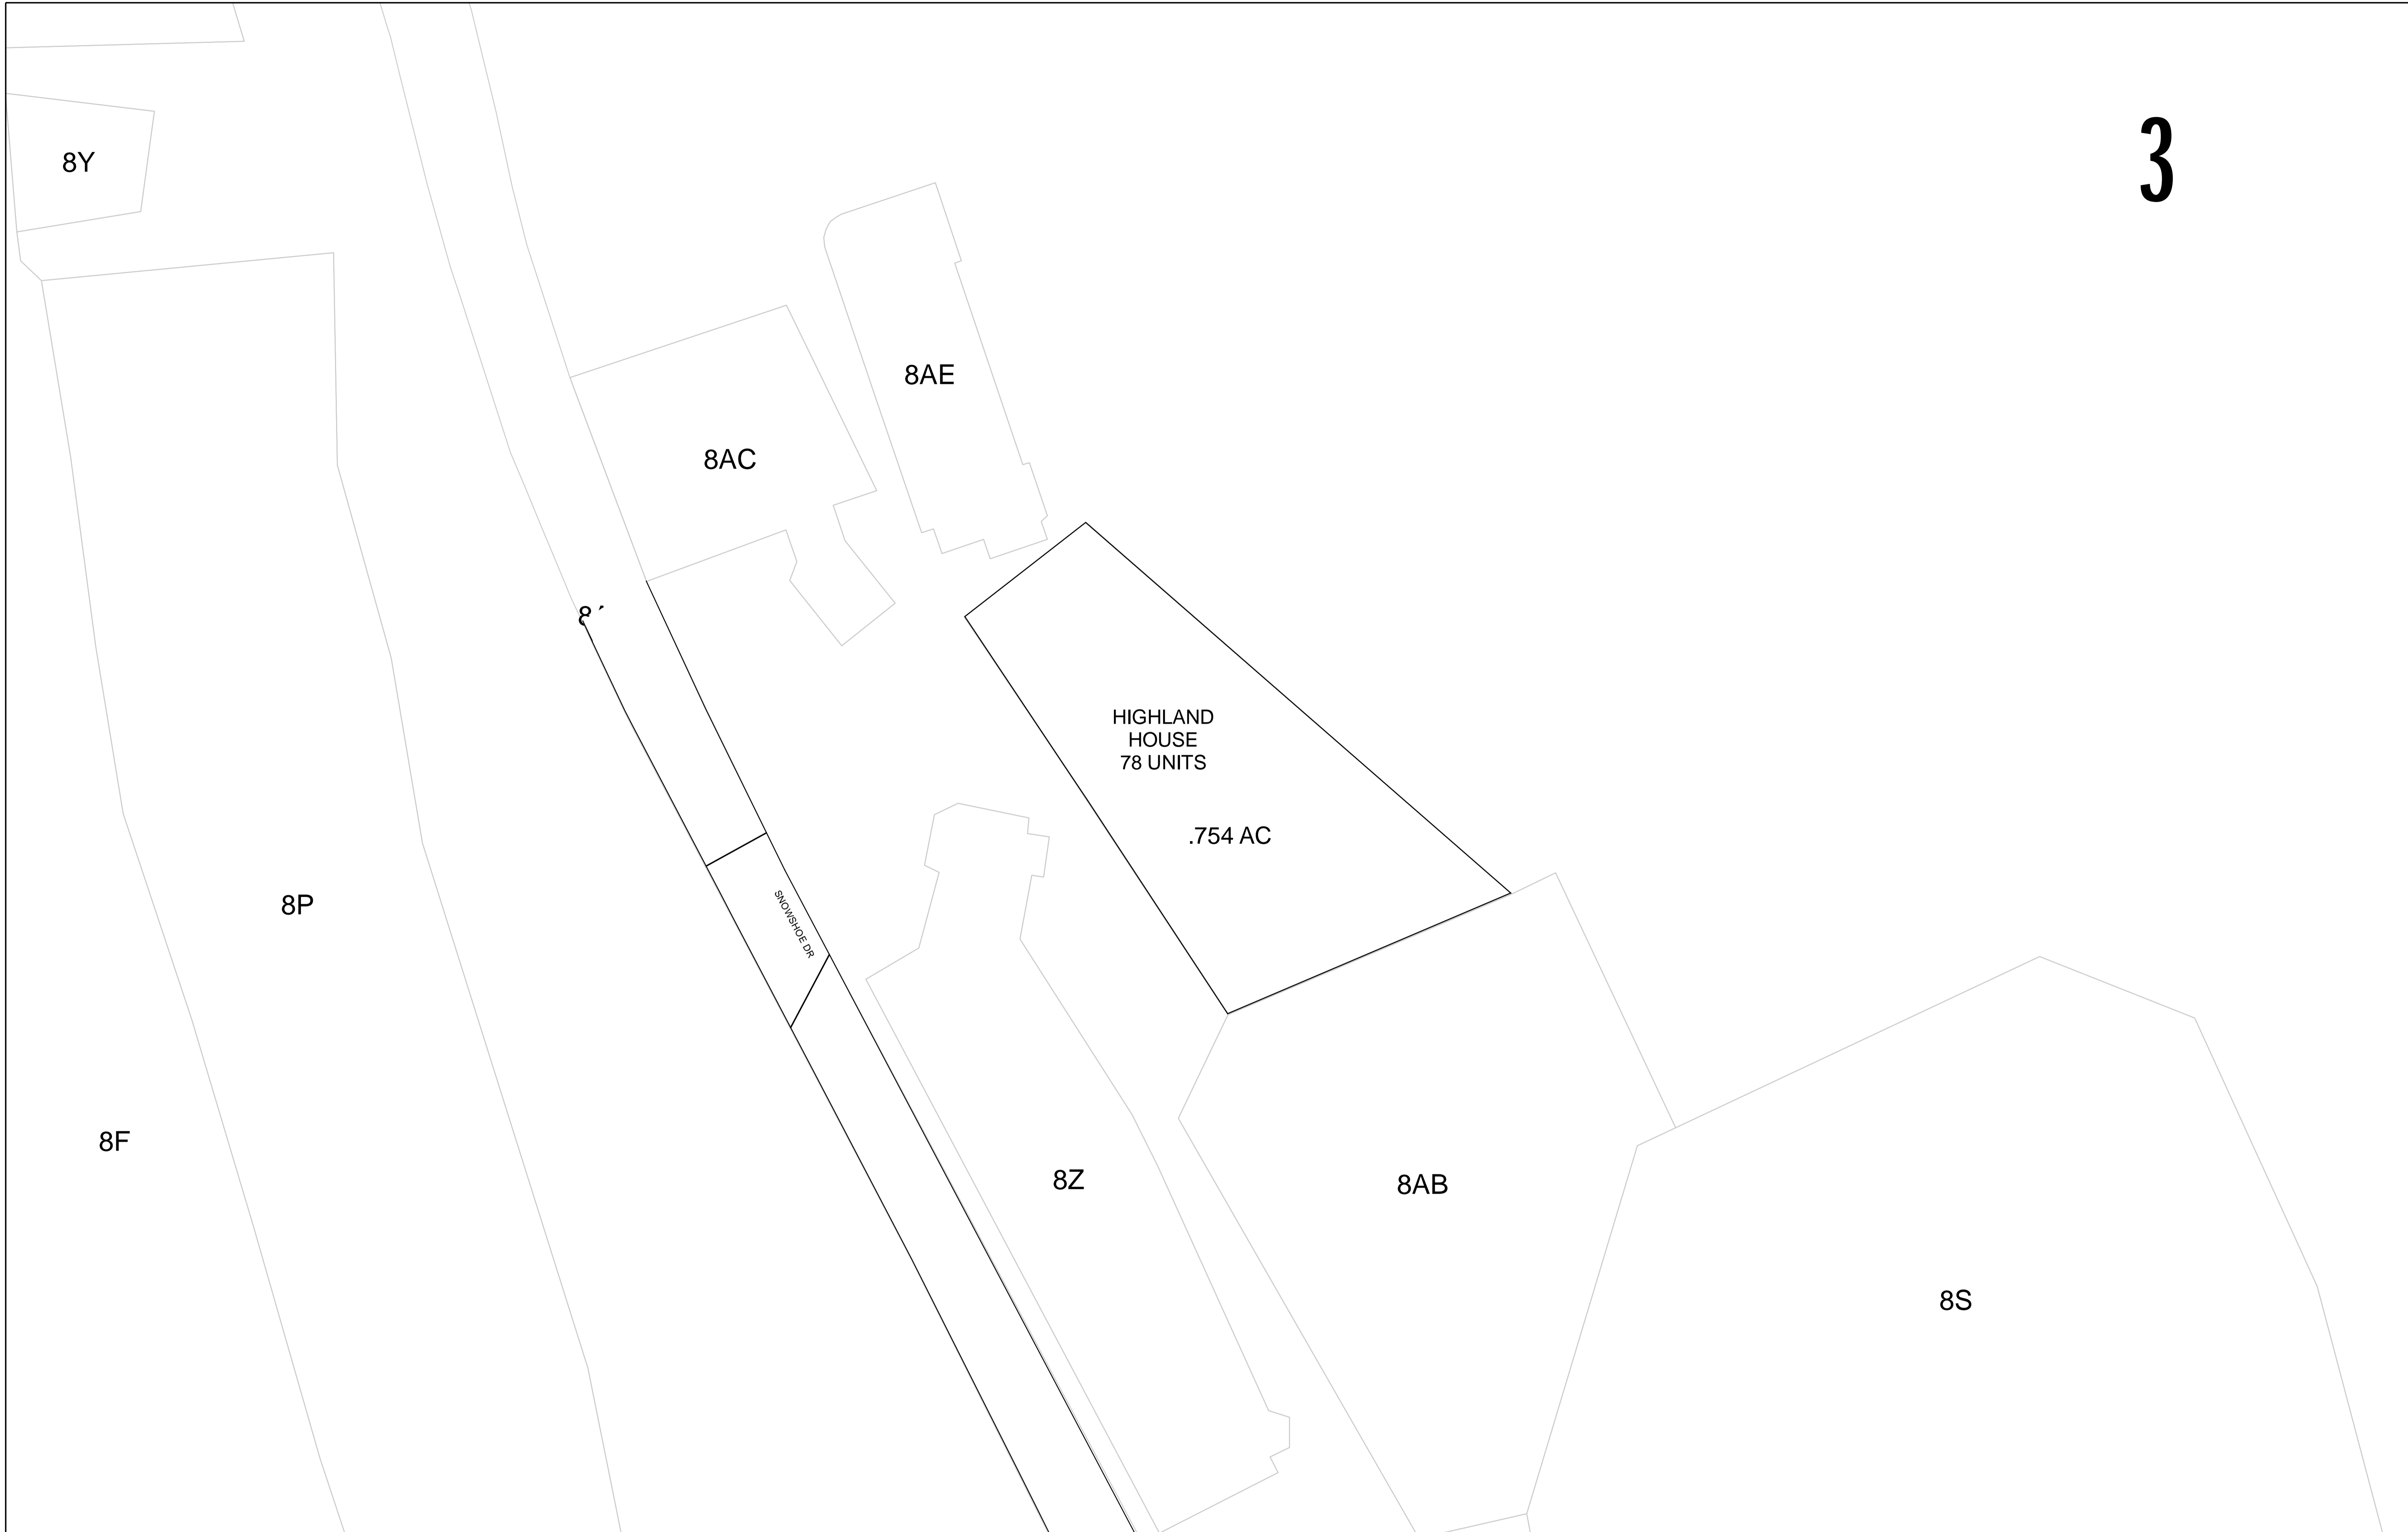 3
8Y
8AE
8AC
HIGHLAND
HOUSE
78 UNITS
.754 AC
SNOWSHOE DR
8P
8F
8Z
8AB
8S